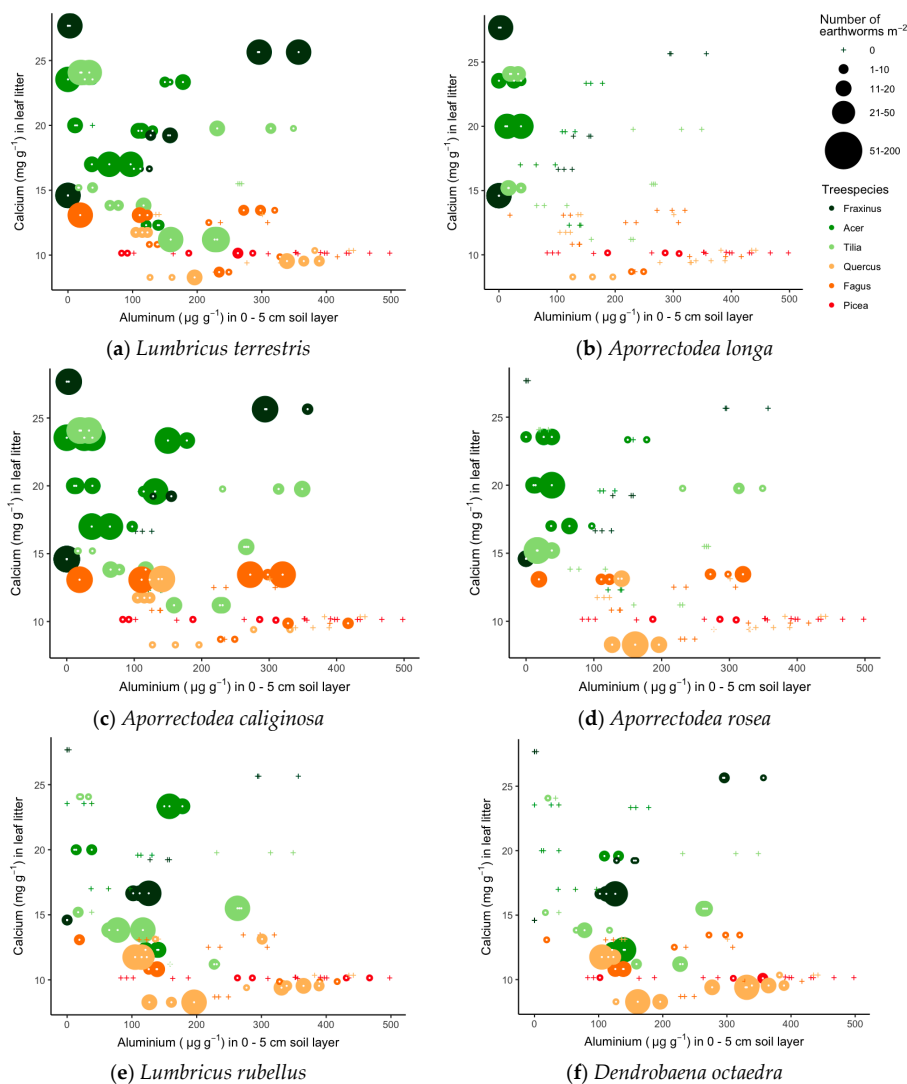 Number of
earthworms m⁻²
0
1-10
11-20
21-50
51-200
Treespecies
Fraxinus
Acer
Tilia
Quercus
Fagus
Picea
Calcium (mg g⁻¹) in leaf litter
25
20
15
10
0 100 200 300 400 500
Aluminum ( µg g⁻¹) in 0 - 5 cm soil layer
(a) Lumbricus terrestris
Calcium (mg g⁻¹) in leaf litter
25
20
15
10
0 100 200 300 400 500
Aluminum ( µg g⁻¹) in 0 - 5 cm soil layer
(b) Aporrectodea longa
Calcium (mg g⁻¹) in leaf litter
25
20
15
10
0 100 200 300 400 500
Aluminium ( µg g⁻¹) in 0 - 5 cm soil layer
(c) Aporrectodea caliginosa
Calcium (mg g⁻¹) in leaf litter
25
20
15
10
0 100 200 300 400 500
Aluminium ( µg g⁻¹) in 0 - 5 cm soil layer
(d) Aporrectodea rosea
Calcium (mg g⁻¹) in leaf litter
25
20
15
10
0 100 200 300 400 500
Aluminium ( µg g⁻¹) in 0 - 5 cm soil layer
(e) Lumbricus rubellus
Calcium (mg g⁻¹) in leaf litter
25
20
15
10
0 100 200 300 400 500
Aluminium ( µg g⁻¹) in 0 - 5 cm soil layer
(f) Dendrobaena octaedra